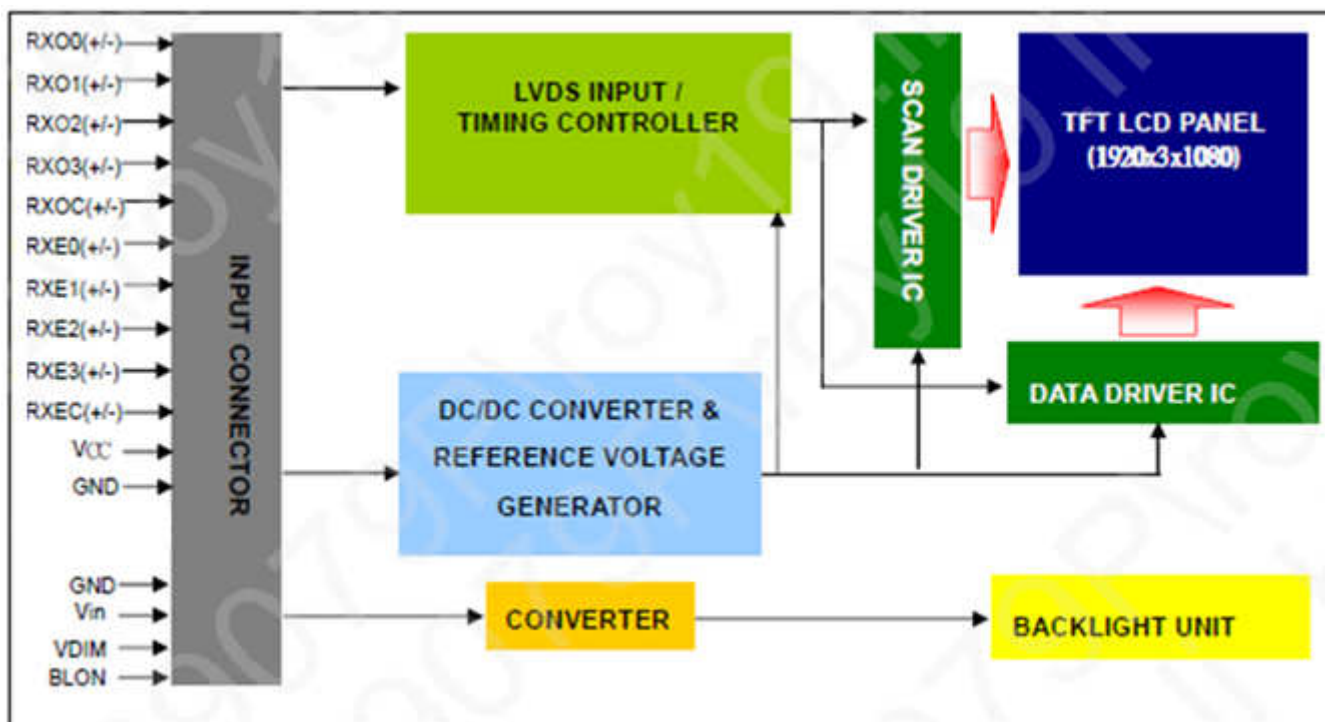 RXO0(+/-)
RXO1(+/-)
RXO2(+/-)
RXO3(+/-)
RXOC(+/-)
RXE0(+/-)
RXE1(+/-)
RXE2(+/-)
RXE3(+/-)
RXEC(+/-)
VCC
GND
GND
Vin
VDIM
BLON
INPUT CONNECTOR
LVDS INPUT /
TIMING CONTROLLER
SCAN DRIVER IC
TFT LCD PANEL
(1920x3x1080)
DATA DRIVER IC
DC/DC CONVERTER &
REFERENCE VOLTAGE
GENERATOR
CONVERTER
BACKLIGHT UNIT